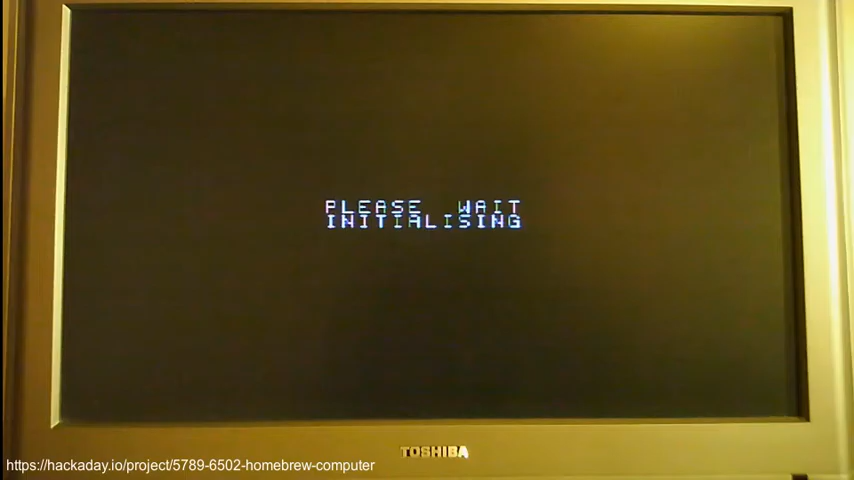 PLEASE WAIT
INITIALISING
TOSHIBA
https://hackaday.io/project/5789-6502-homebrew-computer